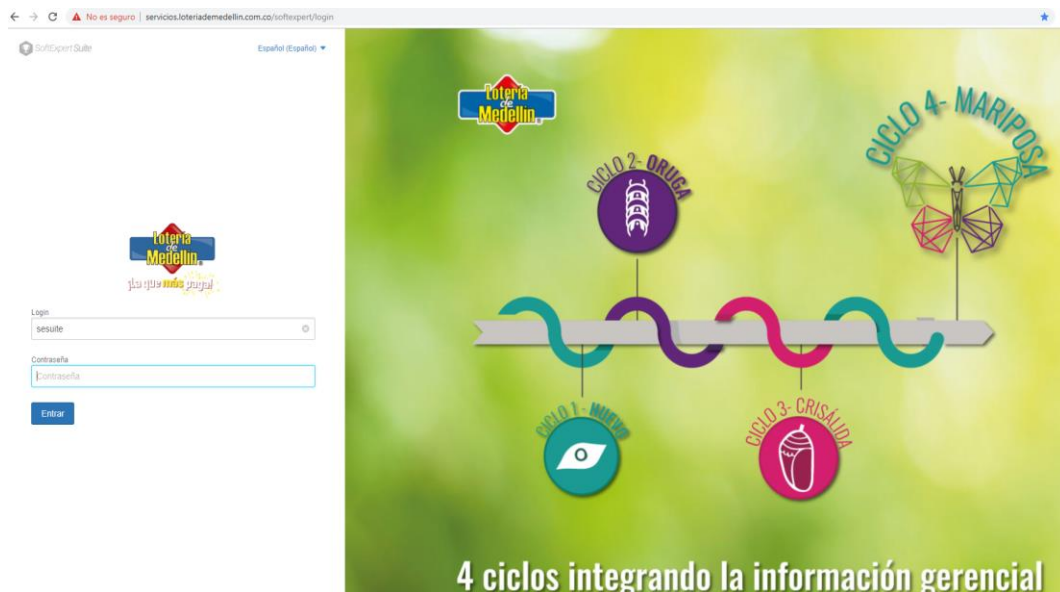 No es seguro | servicios.loteriademedellin.com.co/softexpert/login
SoftExpert Suite
Español (Español)
Lotería
de
Medellín
¡La que más paga!
Login
sesuite
Contraseña
Contraseña
Entrar
Lotería
de
Medellín
CICLO 2- ORUGA
CICLO 4- MARIPOSA
CICLO 1 - HUEVO
CICLO 3- CRISÁLIDA
4 ciclos integrando la información gerencial